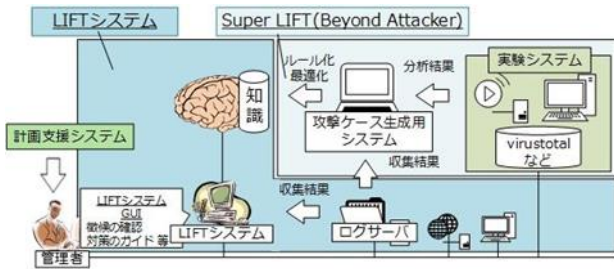 LIFTシステム
Super LIFT(Beyond Attacker)
ルール化
最適化
分析結果
実験システム
知
識
攻撃ケース生成用
システム
virustotal
など
計画支援システム
収集結果
LIFTシステム
GUI
徴候の確認
対策のガイド 等
収集結果
LIFTシステム
ログサーバ
管理者